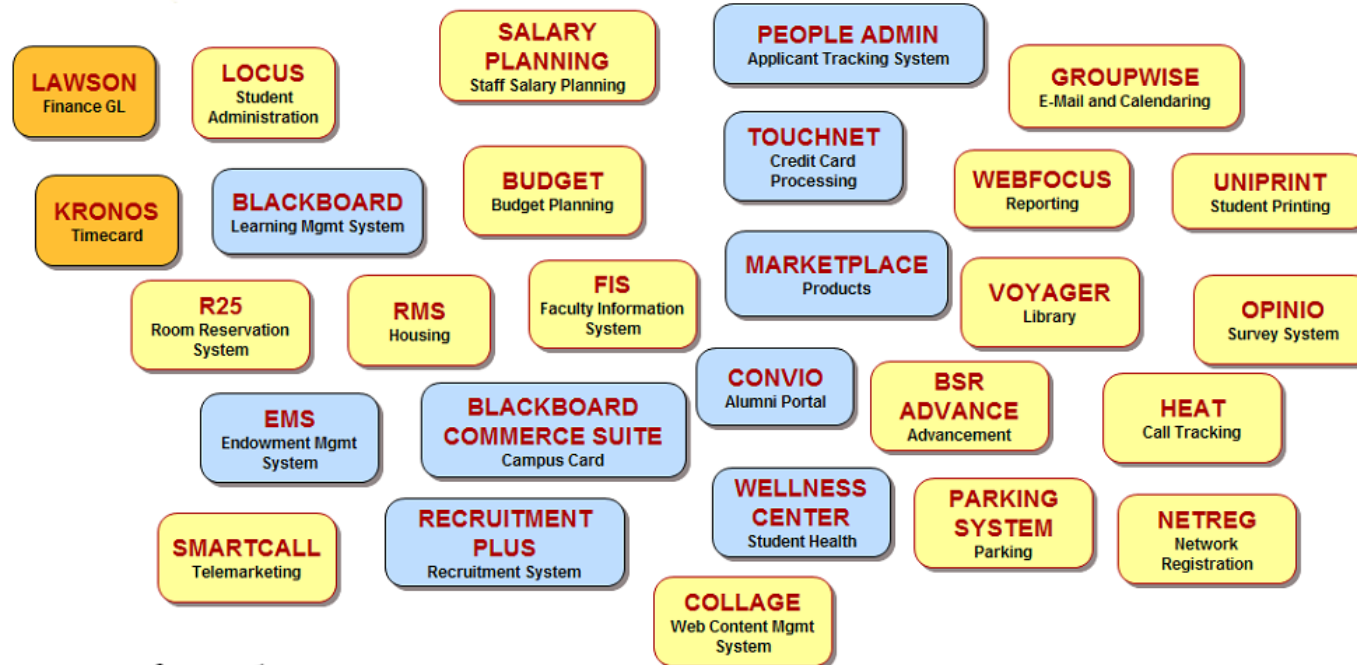 LAWSON
Finance GL
LOCUS
Student
Administration
SALARY
PLANNING
Staff Salary Planning
PEOPLE ADMIN
Applicant Tracking System
GROUPWISE
E-Mail and Calendaring
KRONOS
Timecard
BLACKBOARD
Learning Mgmt System
BUDGET
Budget Planning
TOUCHNET
Credit Card
Processing
WEBFOCUS
Reporting
UNIPRINT
Student Printing
R25
Room Reservation
System
RMS
Housing
FIS
Faculty Information
System
MARKETPLACE
Products
VOYAGER
Library
OPINIO
Survey System
EMS
Endowment Mgmt
System
BLACKBOARD
COMMERCE SUITE
Campus Card
CONVIO
Alumni Portal
BSR
ADVANCE
Advancement
HEAT
Call Tracking
SMARTCALL
Telemarketing
RECRUITMENT
PLUS
Recruitment System
WELLNESS
CENTER
Student Health
PARKING
SYSTEM
Parking
NETREG
Network
Registration
COLLAGE
Web Content Mgmt
System